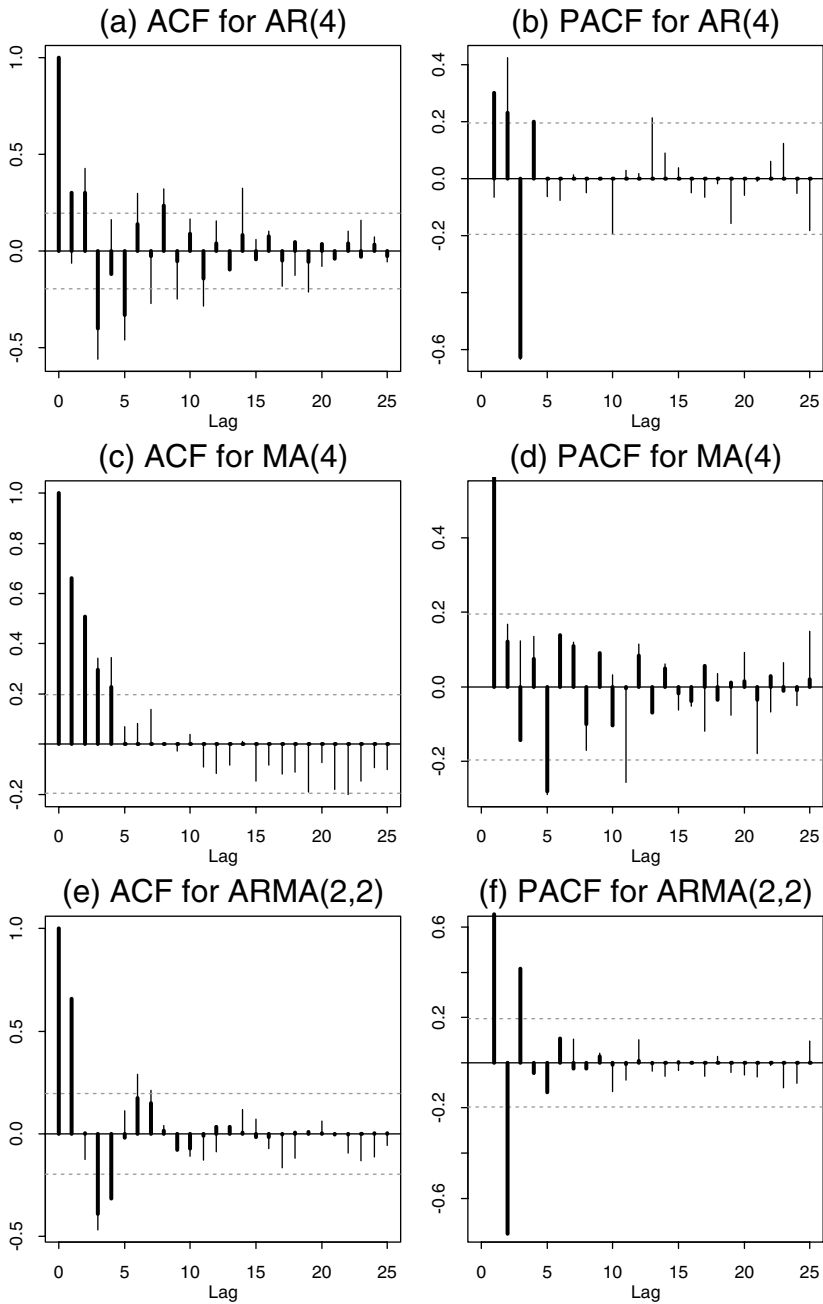 (a) ACF for AR(4)
1.0
0.5
0.0
-0.5
0 5 10 15 20 25
Lag
(b) PACF for AR(4)
0.4
0.2
0.0
-0.2
-0.6
0 5 10 15 20 25
Lag
(c) ACF for MA(4)
1.0
0.8
0.6
0.4
0.2
-0.2
0 5 10 15 20 25
Lag
(d) PACF for MA(4)
0.4
0.2
0.0
-0.2
0 5 10 15 20 25
Lag
(e) ACF for ARMA(2,2)
1.0
0.5
0.0
-0.5
0 5 10 15 20 25
Lag
(f) PACF for ARMA(2,2)
0.6
0.2
-0.2
-0.6
0 5 10 15 20 25
Lag